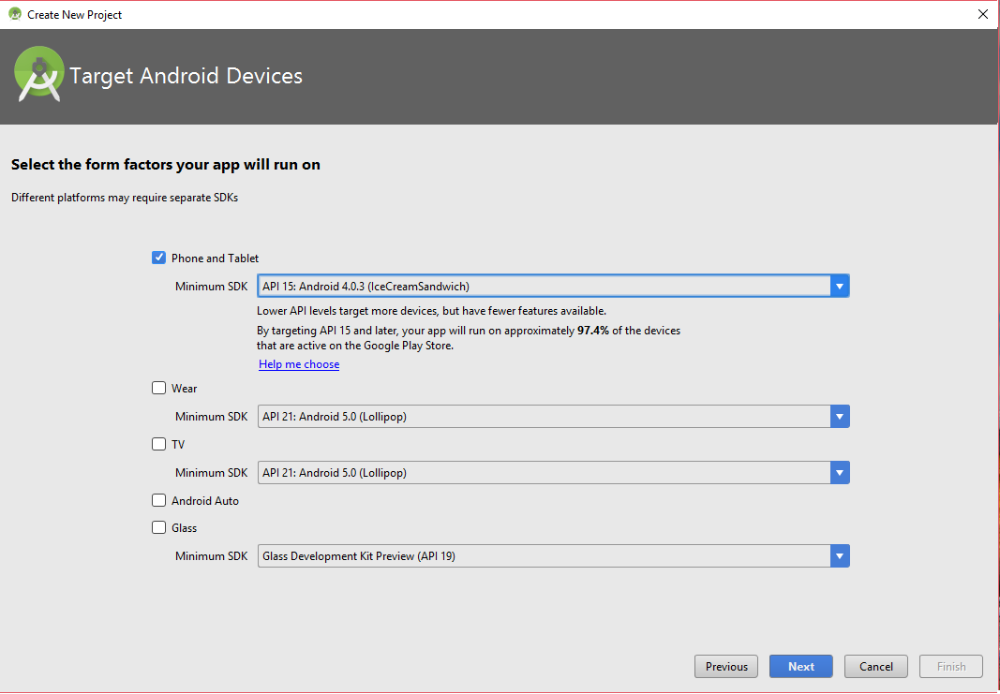 Create New Project
Target Android Devices
Select the form factors your app will run on
Different platforms may require separate SDKs
Phone and Tablet
Minimum SDK API 15: Android 4.0.3 (IceCreamSandwich)
Lower API levels target more devices, but have fewer features available.
By targeting API 15 and later, your app will run on approximately 97.4% of the devices
that are active on the Google Play Store.
Help me choose
Wear
Minimum SDK API 21: Android 5.0 (Lollipop)
TV
Minimum SDK API 21: Android 5.0 (Lollipop)
Android Auto
Glass
Minimum SDK Glass Development Kit Preview (API 19)
Previous Next Cancel Finish